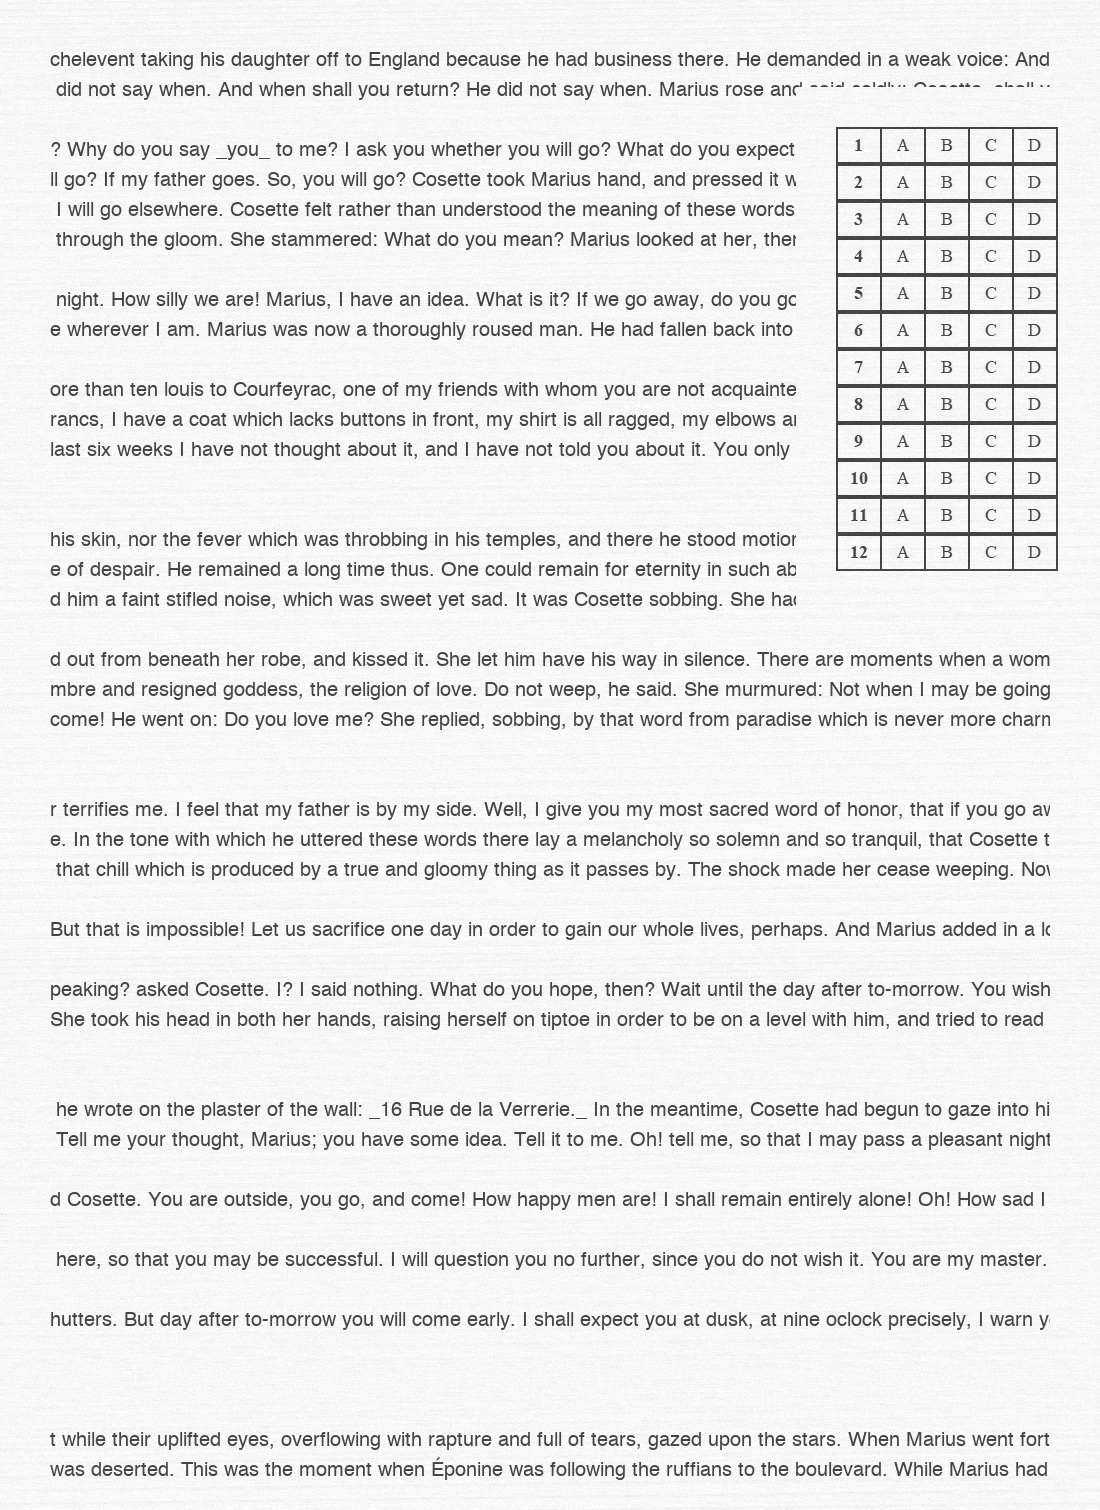 chelevent taking his daughter off to England because he had business there. He demanded in a weak voice: And
did not say when. And when shall you return? He did not say when. Marius rose and said coldly: Cosette, shall
? Why do you say _you_ to me? I ask you whether you will go? What do you expect
ll go? If my father goes. So, you will go? Cosette took Marius hand, and pressed it
I will go elsewhere. Cosette felt rather than understood the meaning of these words
through the gloom. She stammered: What do you mean? Marius looked at her,
night. How silly we are! Marius, I have an idea. What is it? If we go away, do you
e wherever I am. Marius was now a thoroughly roused man. He had fallen back into
ore than ten louis to Courfeyrac, one of my friends with whom you are not acquainte
rancs, I have a coat which lacks buttons in front, my shirt is all ragged, my elbows
last six weeks I have not thought about it, and I have not told you about it. You only
his skin, nor the fever which was throbbing in his temples, and there he stood
e of despair. He remained a long time thus. One could remain for eternity in such ab
d him a faint stifled noise, which was sweet yet sad. It was Cosette sobbing. She
d out from beneath her robe, and kissed it. She let him have his way in silence. There are moments when a wom
mbre and resigned goddess, the religion of love. Do not weep, he said. She murmured: Not when I may be going
come! He went on: Do you love me? She replied, sobbing, by that word from paradise which is never more
r terrifies me. I feel that my father is by my side. Well, I give you my most sacred word of honor, that if you go
e. In the tone with which he uttered these words there lay a melancholy so solemn and so tranquil, that Cosette t
that chill which is produced by a true and gloomy thing as it passes by. The shock made her cease weeping.
But that is impossible! Let us sacrifice one day in order to gain our whole lives, perhaps. And Marius added in a
peaking? asked Cosette. I? I said nothing. What do you hope, then? Wait until the day after to-morrow. You wish
She took his head in both her hands, raising herself on tiptoe in order to be on a level with him, and tried to read
he wrote on the plaster of the wall: _16 Rue de la Verrerie._ In the meantime, Cosette had begun to gaze into hi
Tell me your thought, Marius; you have some idea. Tell it to me. Oh! tell me, so that I may pass a pleasant night
d Cosette. You are outside, you go, and come! How happy men are! I shall remain entirely alone! Oh! How sad I
here, so that you may be successful. I will question you no further, since you do not wish it. You are my master.
hutters. But day after to-morrow you will come early. I shall expect you at dusk, at nine oclock precisely, I warn
t while their uplifted eyes, overflowing with rapture and full of tears, gazed upon the stars. When Marius went fort
was deserted. This was the moment when Éponine was following the ruffians to the boulevard. While Marius had
1 A B C D
2 A B C D
3 A B C D
4 A B C D
5 A B C D
6 A B C D
7 A B C D
8 A B C D
9 A B C D
10 A B C D
11 A B C D
12 A B C D